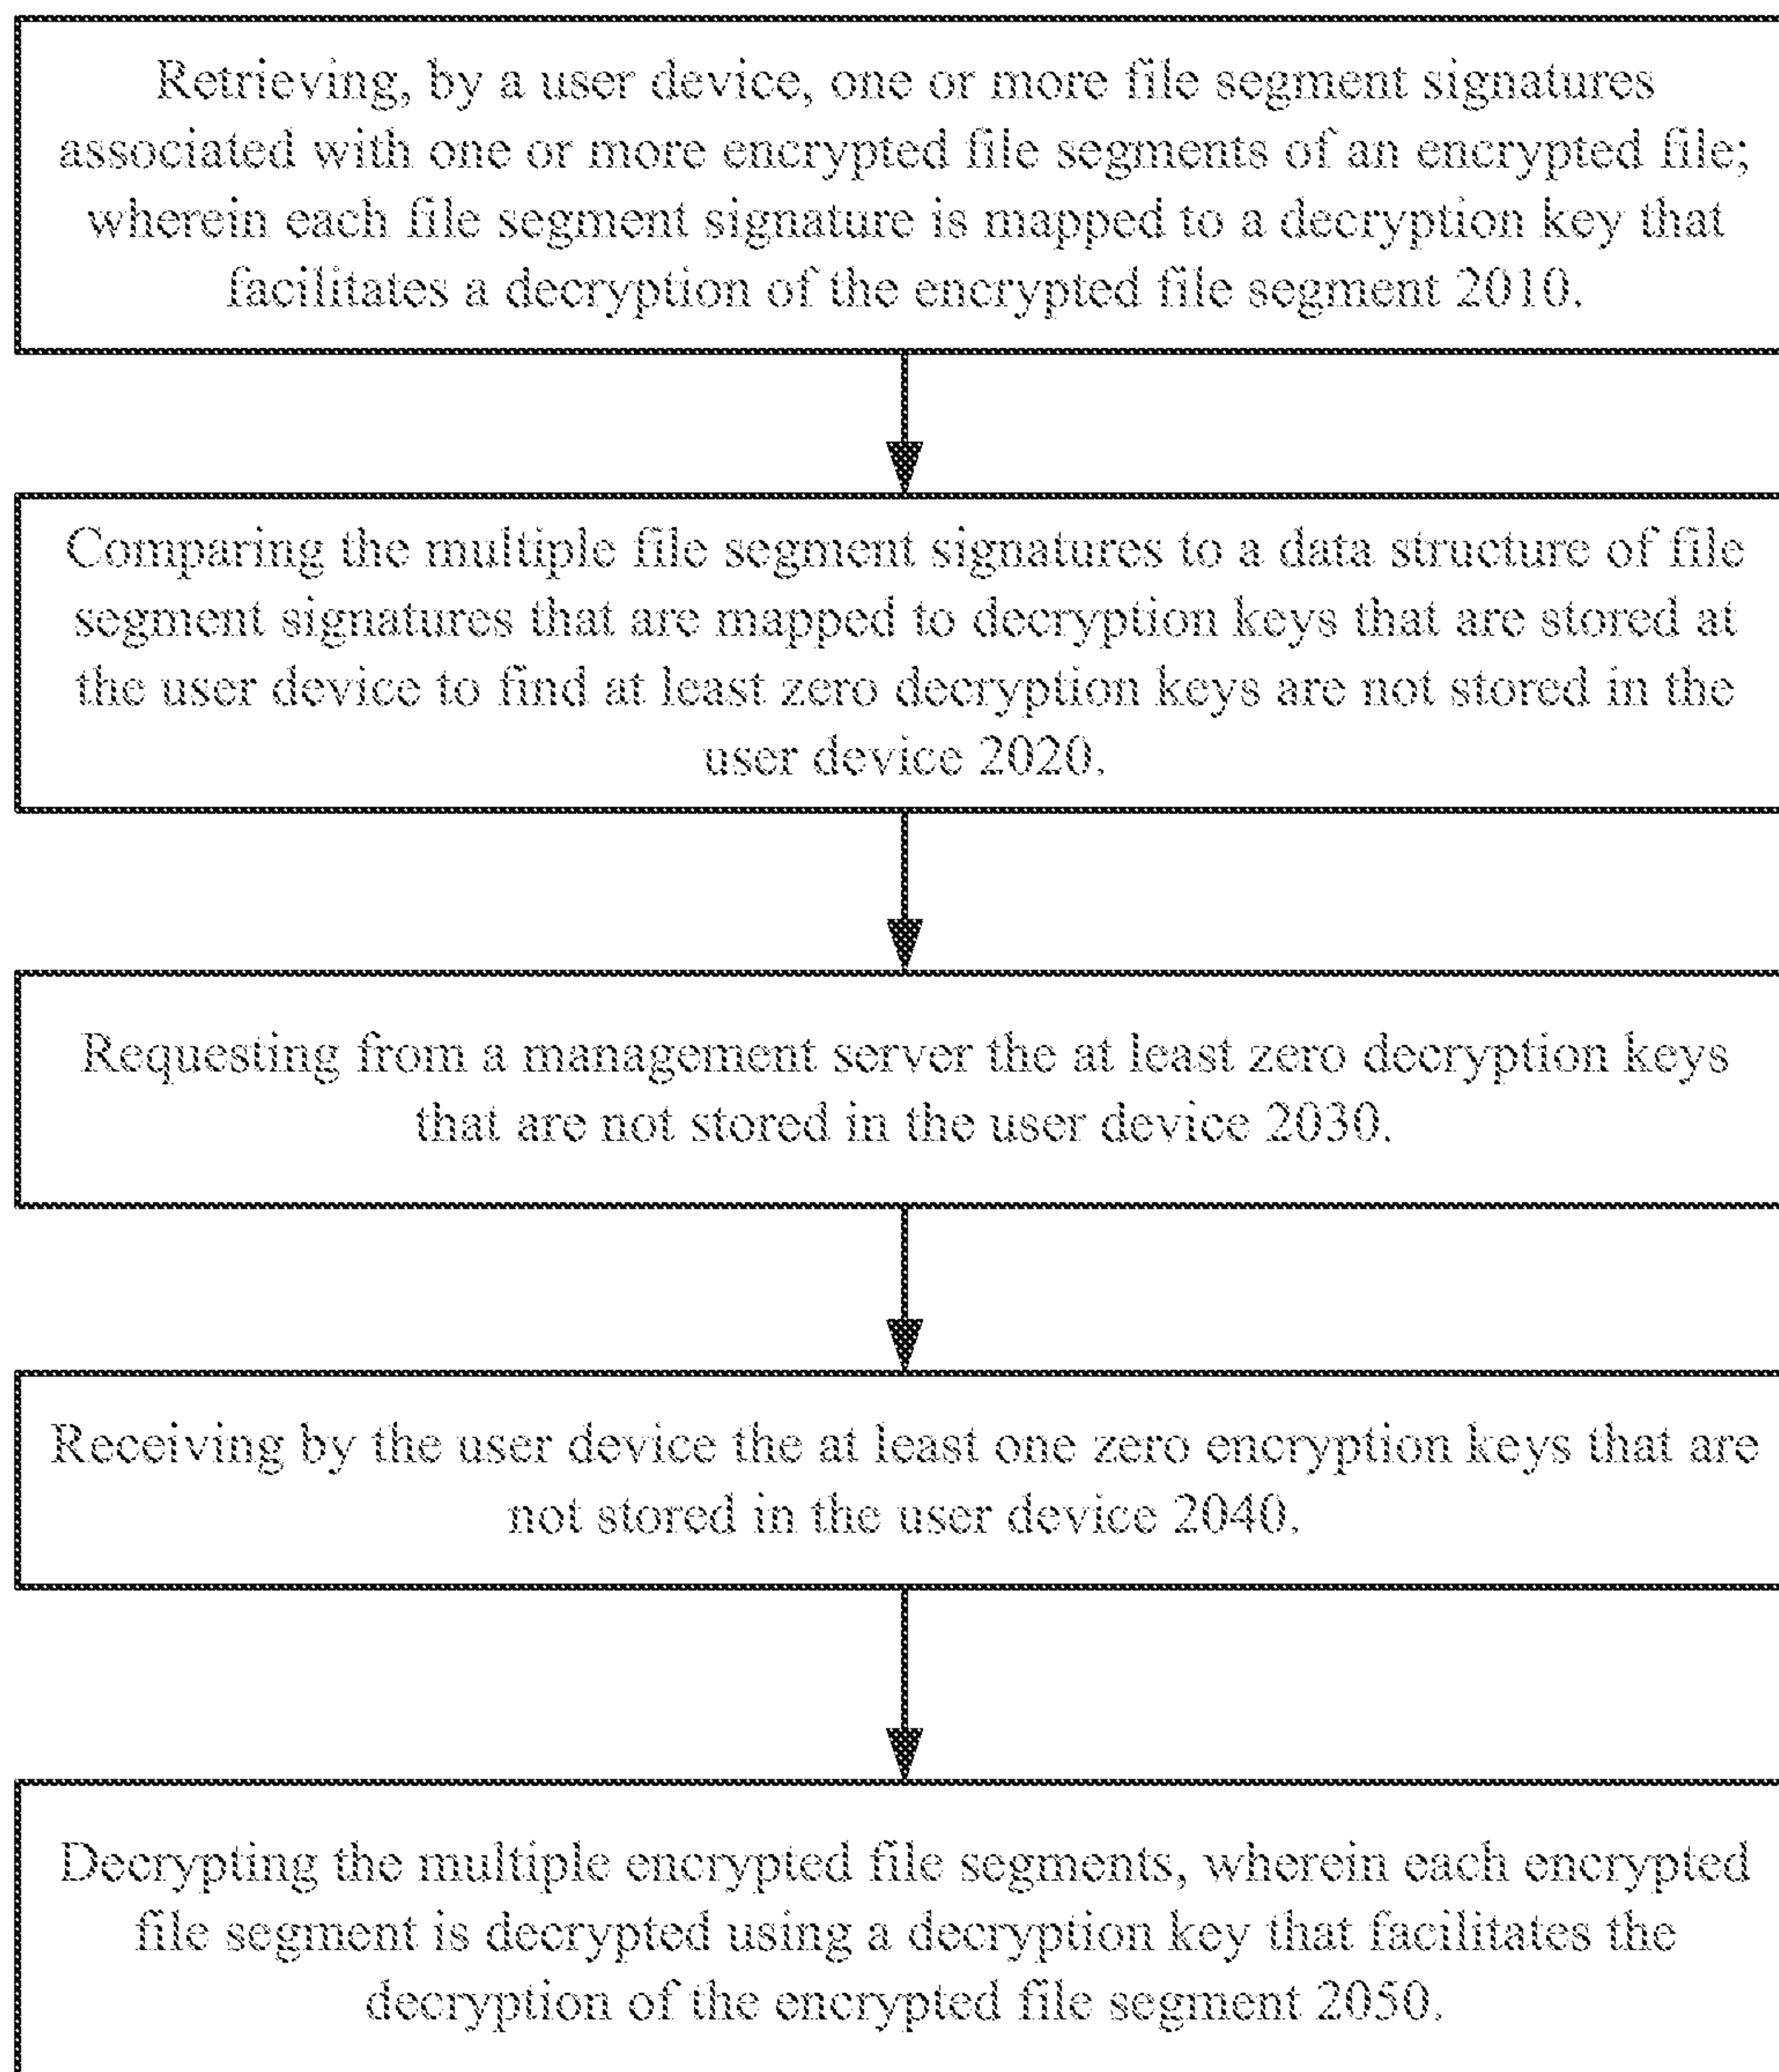 Retrieving, by a user device, one or more file segment signatures
associated with one or more encrypted file segments of an encrypted file;
wherein each file segment signature is mapped to a decryption key that
facilitates a decryption of the encrypted file segment 2010.
Comparing the multiple file segment signatures to a data structure of file
segment signatures that are mapped to decryption keys that are stored at
the user device to find at least zero decryption keys are not stored in the
user device 2020.
Requesting from a management server the at least zero decryption keys
that are not stored in the user device 2030.
Receiving by the user device the at least one zero encryption keys that are
not stored in the user device 2040.
Decrypting the multiple encrypted file segments, wherein each encrypted
file segment is decrypted using a decryption key that facilitates the
decryption of the encrypted file segment 2050.